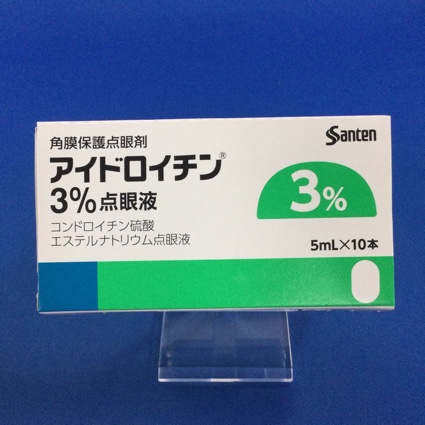 角膜保護点眼剤
Santen
アイドロイチン®
3%点眼液
3%
コンドロイチン硫酸
エステルナトリウム点眼液
5mL×10本